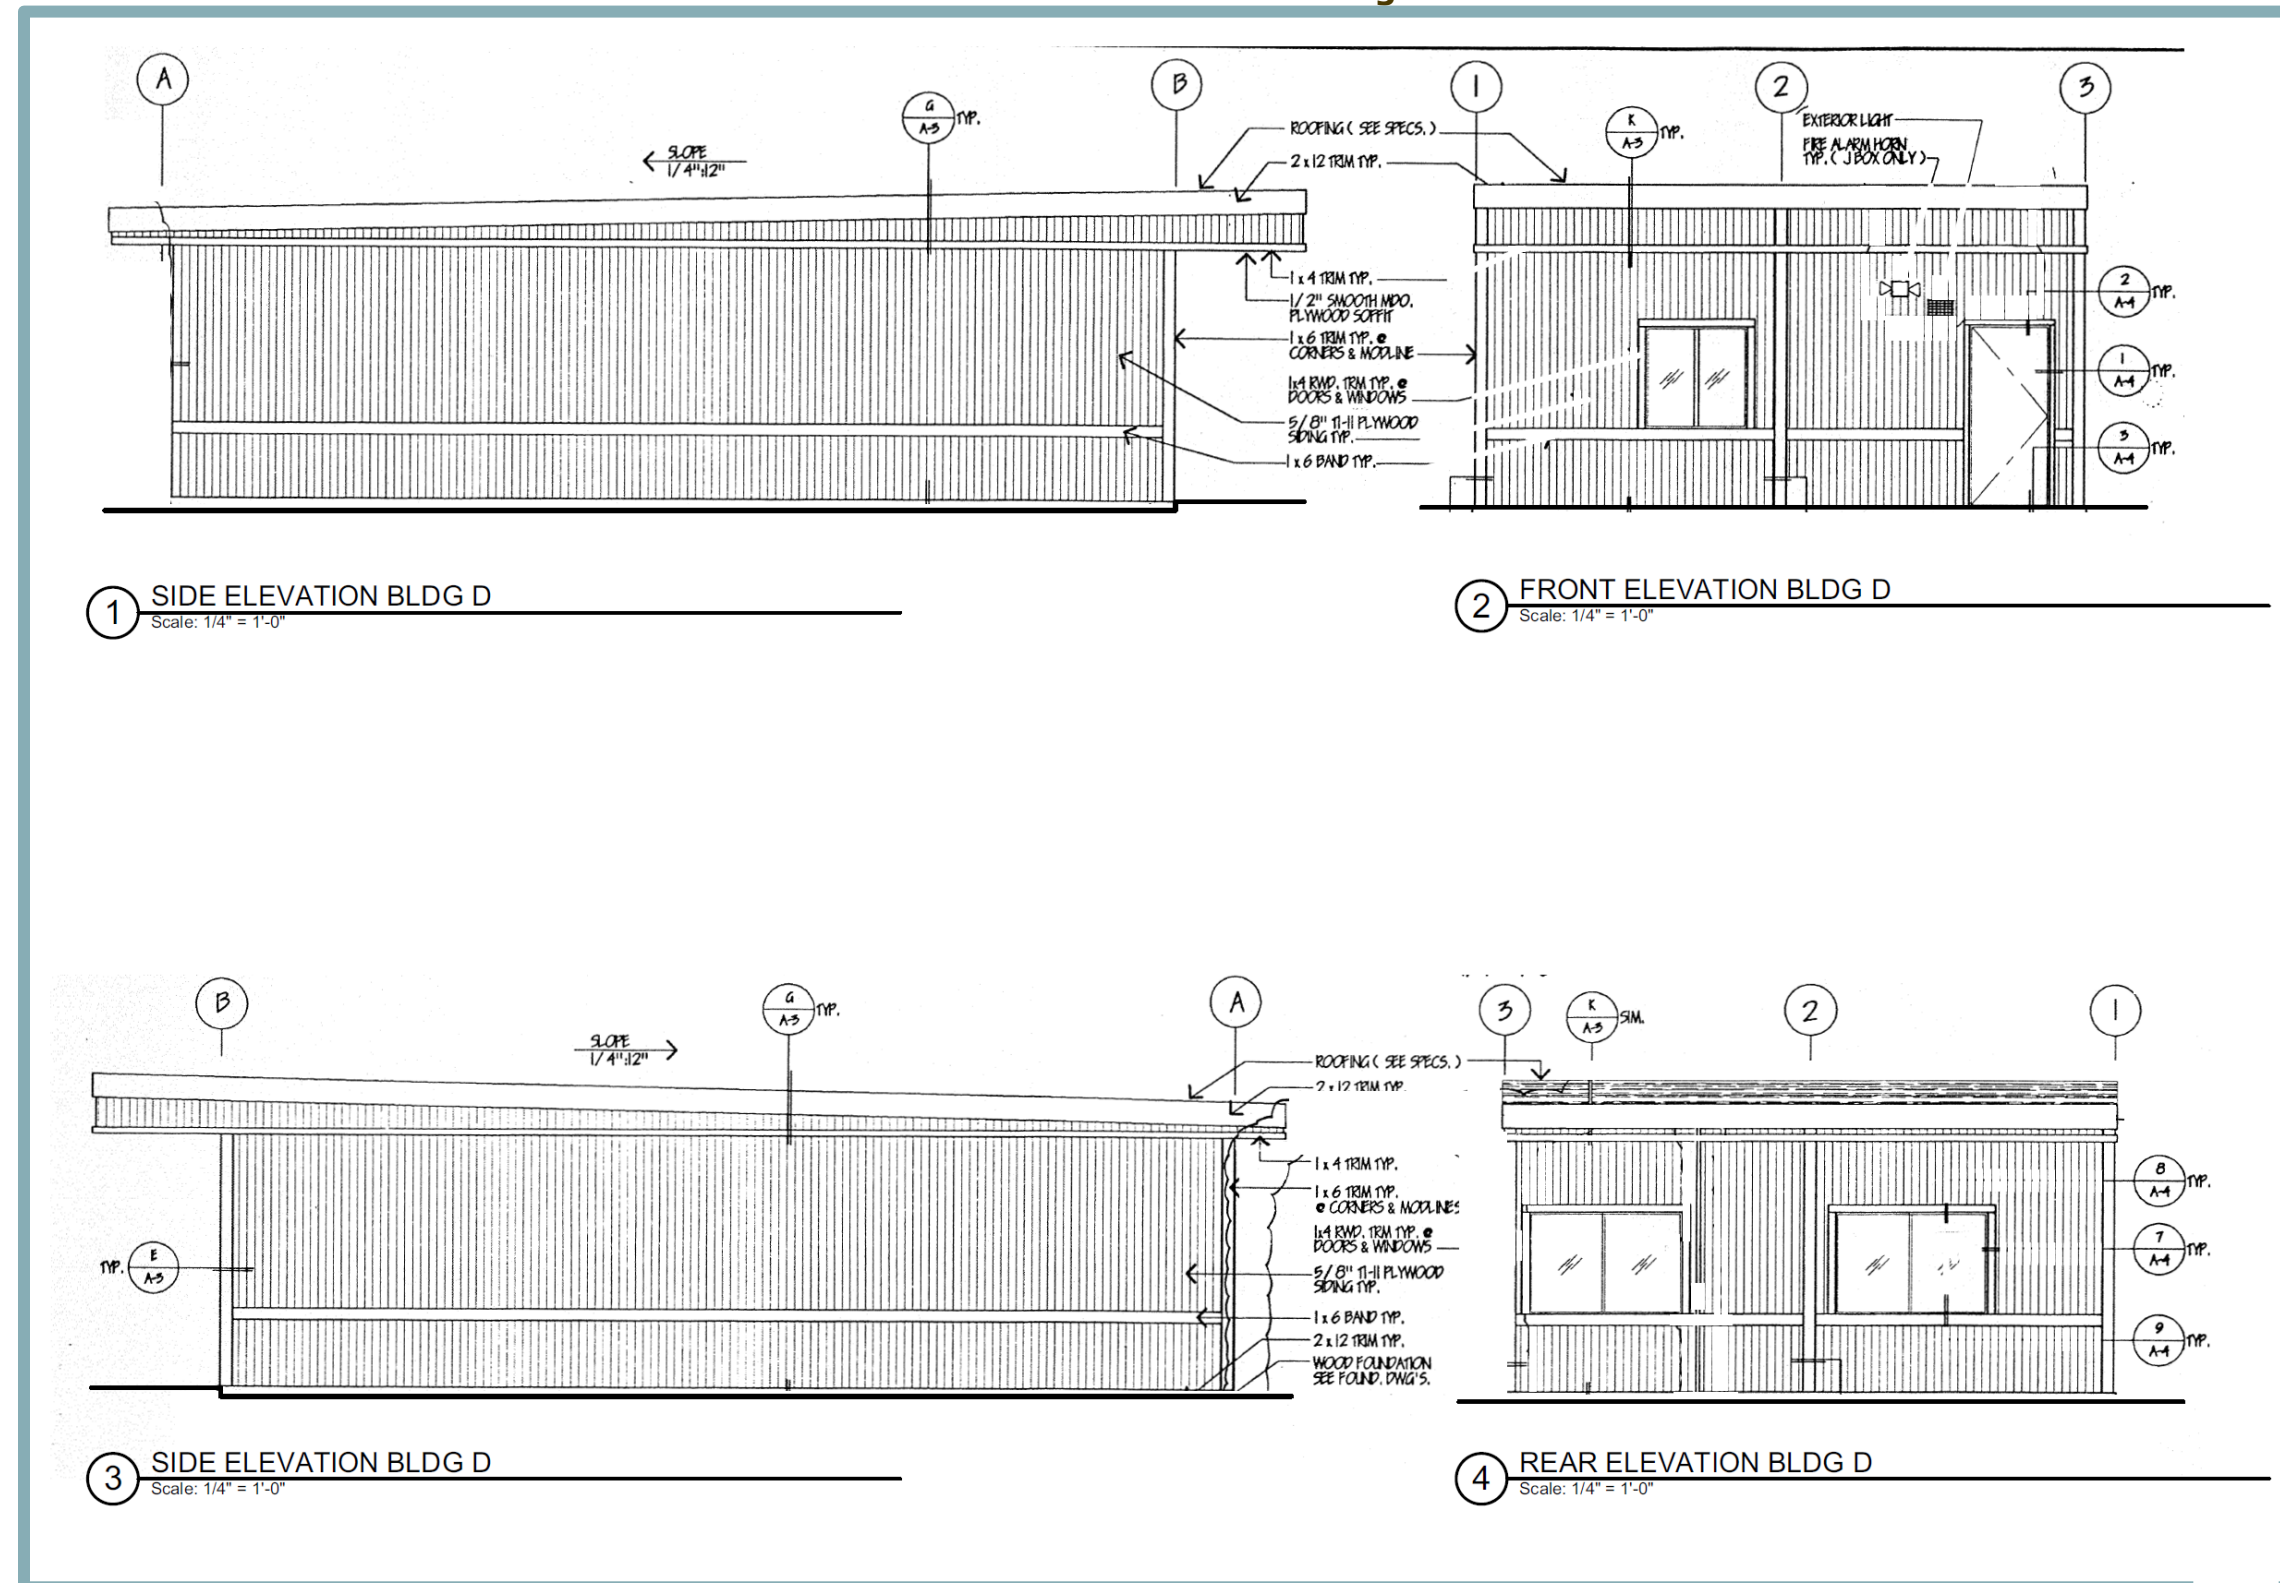 A
B
G
A-3
TYP.
SLOPE
1/4":12"
ROOFING ( SEE SPECS. )
2 x 12 TRIM TYP.
1 x 4 TRIM TYP.
1/2" SMOOTH MDO.
PLYWOOD SOFFIT
1 x 6 TRIM TYP. @
CORNERS & MODLINE
1x4 RWD. TRM TYP. @
DOORS & WINDOWS
5/8" T1-11 PLYWOOD
SIDING TYP.
1 x 6 BAND TYP.
1
2
3
K
A-3
TYP.
EXTERIOR LIGHT
FIRE ALARM HORN
TYP. ( J BOX ONLY )
2
A-4
TYP.
1
A-4
TYP.
3
A-4
TYP.
1
SIDE ELEVATION BLDG D
Scale: 1/4" = 1'-0"
2
FRONT ELEVATION BLDG D
Scale: 1/4" = 1'-0"
B
G
A-3
TYP.
A
SLOPE
1/4":12"
ROOFING ( SEE SPECS. )
2 x 12 TRIM TYP.
1 x 4 TRIM TYP.
1 x 6 TRIM TYP.
@ CORNERS & MODLINES
1x4 RWD. TRM TYP. @
DOORS & WINDOWS
5/8" T1-11 PLYWOOD
SIDING TYP.
1 x 6 BAND TYP.
2 x 12 TRIM TYP.
WOOD FOUNDATION
SEE FOUND. DWG'S.
TYP.
E
A-3
3
K
A-3
SIM.
2
1
8
A-4
TYP.
7
A-4
TYP.
9
A-4
TYP.
3
SIDE ELEVATION BLDG D
Scale: 1/4" = 1'-0"
4
REAR ELEVATION BLDG D
Scale: 1/4" = 1'-0"